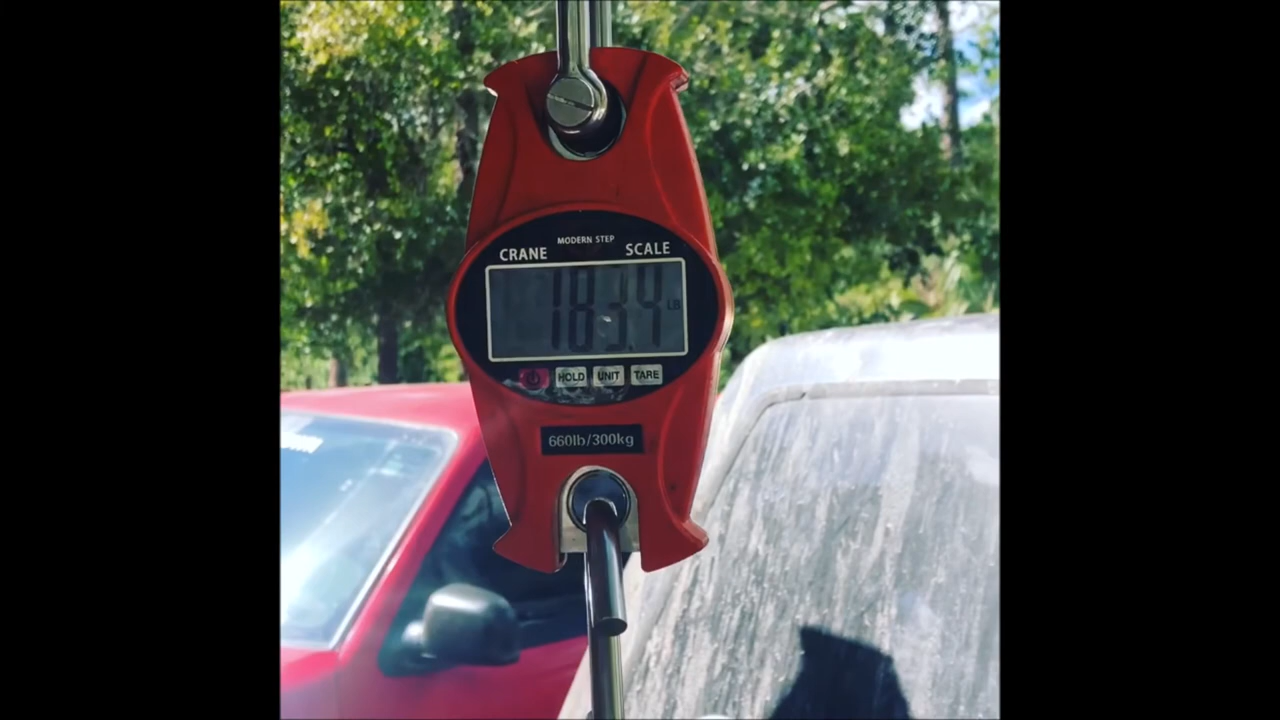 MODERN STEP
CRANE SCALE
183.4 LB
HOLD UNIT TARE
660lb/300kg